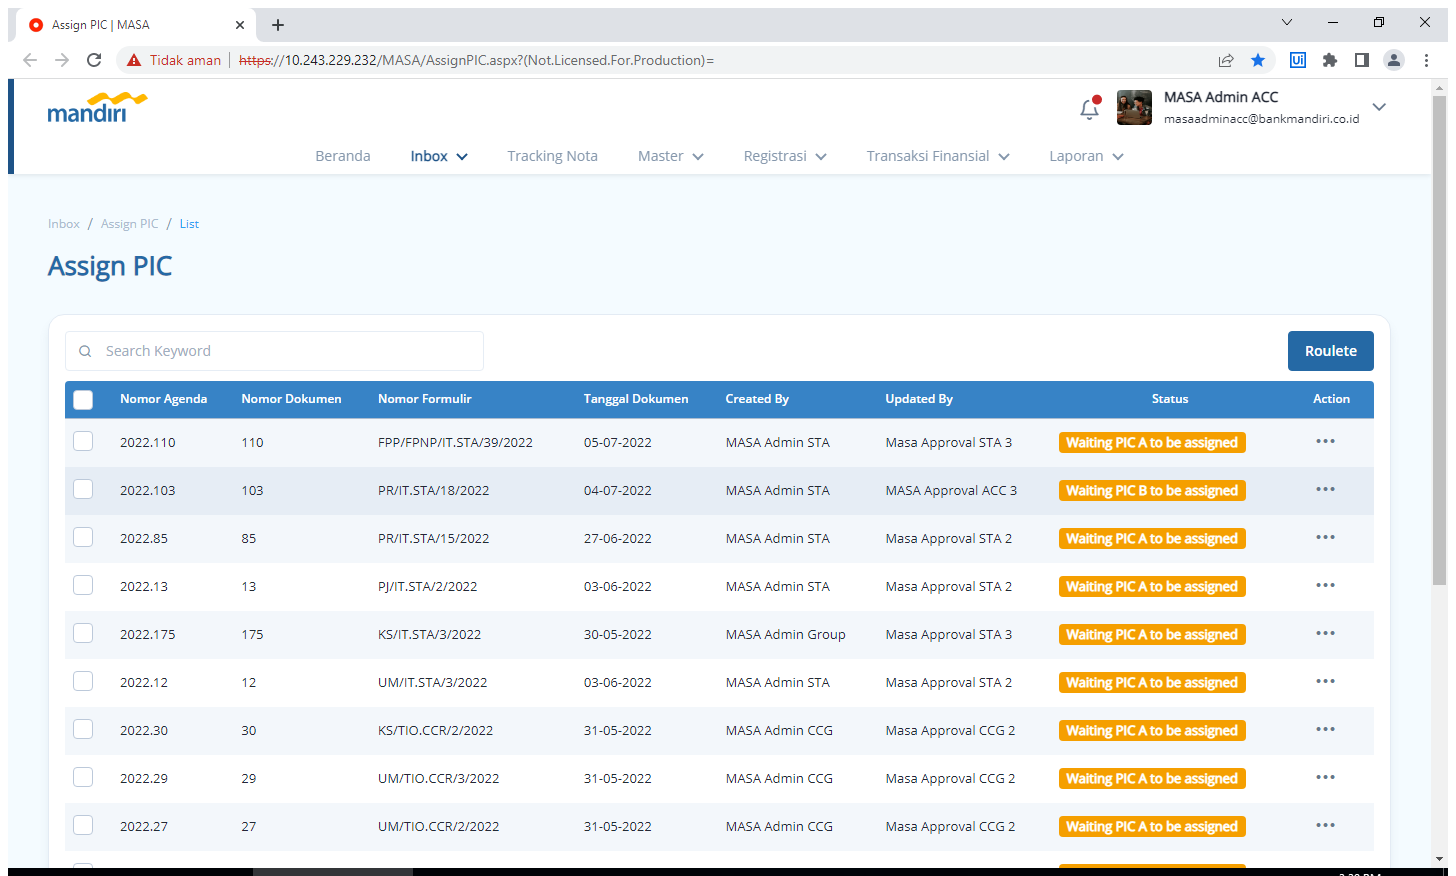 Assign PIC | MASA
Tidak aman https://10.243.229.232/MASA/AssignPIC.aspx?(Not.Licensed.For.Production)=
Ui
mandiri
MASA Admin ACC
masaadminacc@bankmandiri.co.id
Beranda Inbox Tracking Nota Master Registrasi Transaksi Finansial Laporan
Inbox / Assign PIC / List
Assign PIC
Search Keyword Roulete
Nomor Agenda Nomor Dokumen Nomor Formulir Tanggal Dokumen Created By Updated By Status Action
2022.110 110 FPP/FPNP/IT.STA/39/2022 05-07-2022 MASA Admin STA Masa Approval STA 3 Waiting PIC A to be assigned
2022.103 103 PR/IT.STA/18/2022 04-07-2022 MASA Admin STA MASA Approval ACC 3 Waiting PIC B to be assigned
2022.85 85 PR/IT.STA/15/2022 27-06-2022 MASA Admin STA Masa Approval STA 2 Waiting PIC A to be assigned
2022.13 13 PJ/IT.STA/2/2022 03-06-2022 MASA Admin STA Masa Approval STA 2 Waiting PIC A to be assigned
2022.175 175 KS/IT.STA/3/2022 30-05-2022 MASA Admin Group Masa Approval STA 3 Waiting PIC A to be assigned
2022.12 12 UM/IT.STA/3/2022 03-06-2022 MASA Admin STA Masa Approval STA 2 Waiting PIC A to be assigned
2022.30 30 KS/TIO.CCR/2/2022 31-05-2022 MASA Admin CCG Masa Approval CCG 2 Waiting PIC A to be assigned
2022.29 29 UM/TIO.CCR/3/2022 31-05-2022 MASA Admin CCG Masa Approval CCG 2 Waiting PIC A to be assigned
2022.27 27 UM/TIO.CCR/2/2022 31-05-2022 MASA Admin CCG Masa Approval CCG 2 Waiting PIC A to be assigned